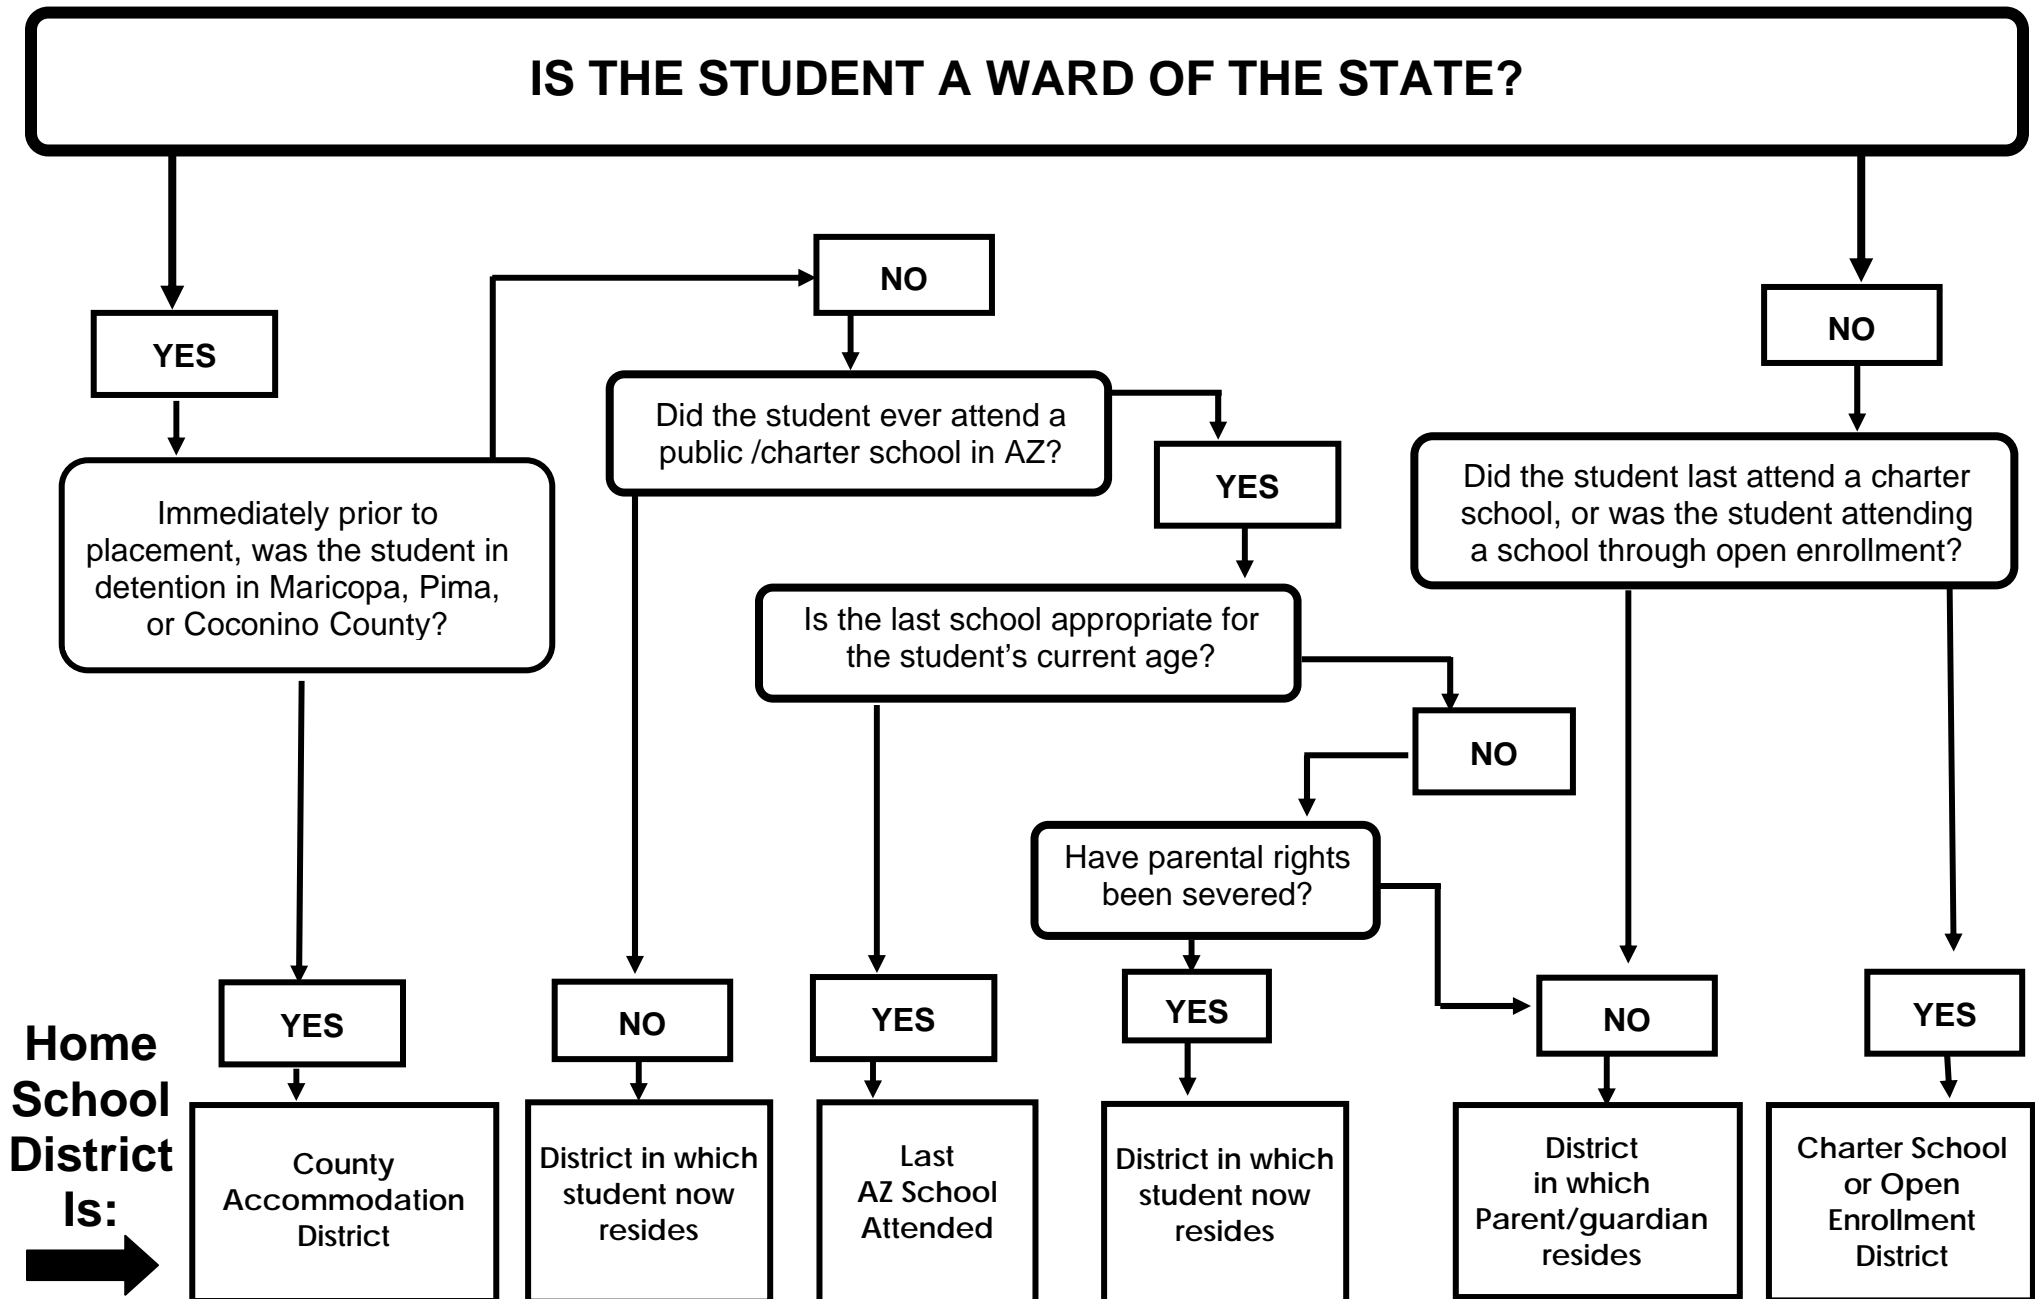 IS THE STUDENT A WARD OF THE STATE?
YES
NO
NO
Immediately prior to
placement, was the student in
detention in Maricopa, Pima,
or Coconino County?
Did the student ever attend a
public /charter school in AZ?
YES
Did the student last attend a charter
school, or was the student attending
a school through open enrollment?
Is the last school appropriate for
the student's current age?
NO
Have parental rights
been severed?
YES
NO
YES
YES
NO
YES
Home
School
District
Is:
County
Accommodation
District
District in which
student now
resides
Last
AZ School
Attended
District in which
student now
resides
District
in which
Parent/guardian
resides
Charter School
or Open
Enrollment
District